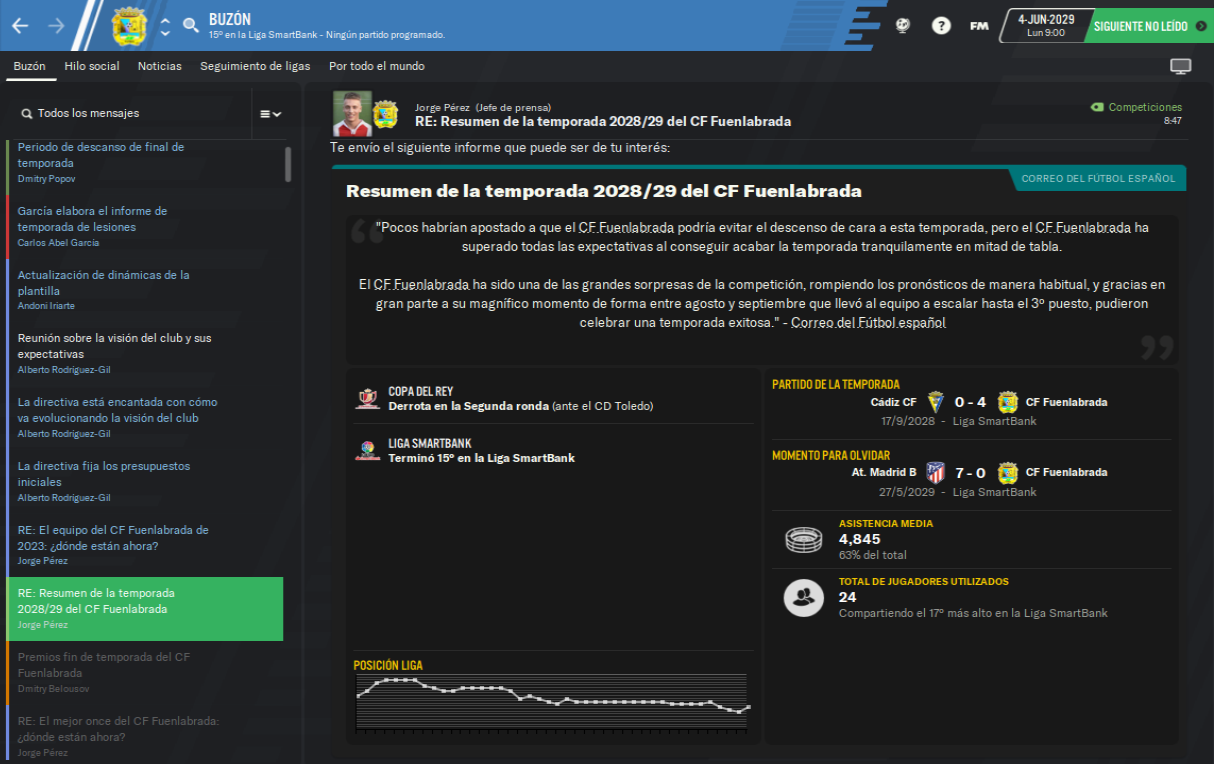 BUZÓN
15º en la Liga SmartBank - Ningún partido programado.
?
FM
4-JUN-2029
Lun 9:00
SIGUIENTE NO LEÍDO
Buzón
Hilo social
Noticias
Seguimiento de ligas
Por todo el mundo
Todos los mensajes
Periodo de descanso de final de
temporada
Dmitry Popov
García elabora el informe de
temporada de lesiones
Carlos Abel García
Actualización de dinámicas de la
plantilla
Andoni Iriarte
Reunión sobre la visión del club y sus
expectativas
Alberto Rodríguez-Gil
La directiva está encantada con cómo
va evolucionando la visión del club
Alberto Rodríguez-Gil
La directiva fija los presupuestos
iniciales
Alberto Rodríguez-Gil
RE: El equipo del CF Fuenlabrada de
2023: ¿dónde están ahora?
Jorge Pérez
RE: Resumen de la temporada
2028/29 del CF Fuenlabrada
Jorge Pérez
Premios fin de temporada del CF
Fuenlabrada
Dmitry Belousov
RE: El mejor once del CF Fuenlabrada:
¿dónde están ahora?
Jorge Pérez
Jorge Pérez (Jefe de prensa)
RE: Resumen de la temporada 2028/29 del CF Fuenlabrada
Competiciones
8:47
Te envío el siguiente informe que puede ser de tu interés:
CORREO DEL FÚTBOL ESPAÑOL
Resumen de la temporada 2028/29 del CF Fuenlabrada
"Pocos habrían apostado a que el CF Fuenlabrada podría evitar el descenso de cara a esta temporada, pero el CF Fuenlabrada ha
superado todas las expectativas al conseguir acabar la temporada tranquilamente en mitad de tabla.
El CF Fuenlabrada ha sido una de las grandes sorpresas de la competición, rompiendo los pronósticos de manera habitual, y gracias en
gran parte a su magnífico momento de forma entre agosto y septiembre que llevó al equipo a escalar hasta el 3º puesto, pudieron
celebrar una temporada exitosa." - Correo del Fútbol español
COPA DEL REY
Derrota en la Segunda ronda (ante el CD Toledo)
LIGA SMARTBANK
Terminó 15º en la Liga SmartBank
POSICIÓN LIGA
PARTIDO DE LA TEMPORADA
Cádiz CF 0 - 4 CF Fuenlabrada
17/9/2028 - Liga SmartBank
MOMENTO PARA OLVIDAR
At. Madrid B 7 - 0 CF Fuenlabrada
27/5/2029 - Liga SmartBank
ASISTENCIA MEDIA
4,845
63% del total
TOTAL DE JUGADORES UTILIZADOS
24
Compartiendo el 17º más alto en la Liga SmartBank